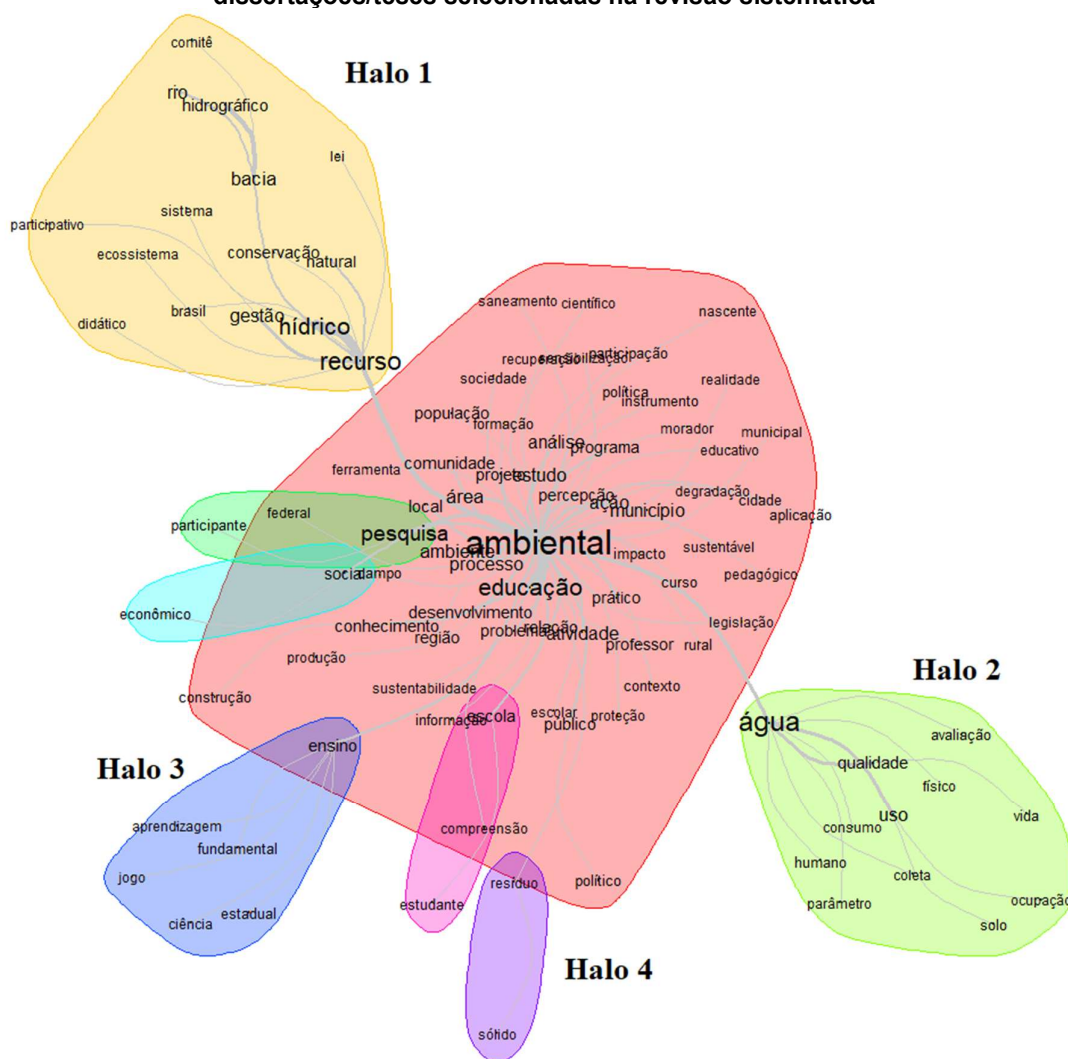 dissertações/teses selecionadas na revisão sistemática
comitê
Halo 1
rio
hidrográfico
lei
bacia
sistema
participativo
ecossistema
conservação
natural
brasil
gestão
didático
hídrico
recurso
saneamento
científico
nascente
recuperação
sensibilização
participação
sociedade
realidade
política
instrumento
população
formação
morador
municipal
análise
programa
educativo
comunidade
ferramenta
projeto
estudo
área
percepção
degradação
cidade
local
ação
município
aplicação
federal
participante
pesquisa
ambiental
ambiente
impacto
sustentável
processo
social
campo
curso
pedagógico
educação
prático
econômico
desenvolvimento
legislação
conhecimento
região
problema
relação
atividade
professor
rural
produção
contexto
sustentabilidade
construção
Halo 2
informação
escola
escolar
público
proteção
água
avaliação
ensino
Halo 3
qualidade
físico
uso
vida
aprendizagem
compreensão
consumo
fundamental
humano
coleta
jogo
resíduo
político
estudante
parâmetro
ocupação
estadual
ciência
solo
Halo 4
sólido